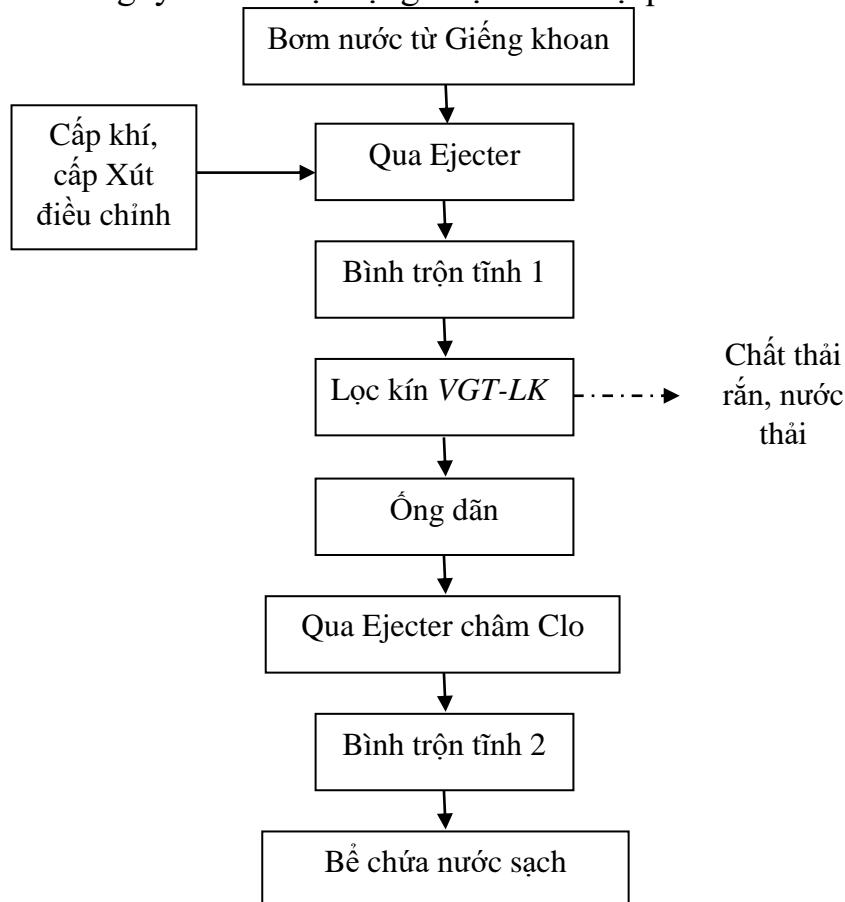 Bơm nước từ Giếng khoan
Cấp khí,
cấp Xút
điều chỉnh
Qua Ejecter
Bình trộn tĩnh 1
Lọc kín VGT-LK
Chất thải
rắn, nước
thải
Ống dẫn
Qua Ejecter châm Clo
Bình trộn tĩnh 2
Bể chứa nước sạch